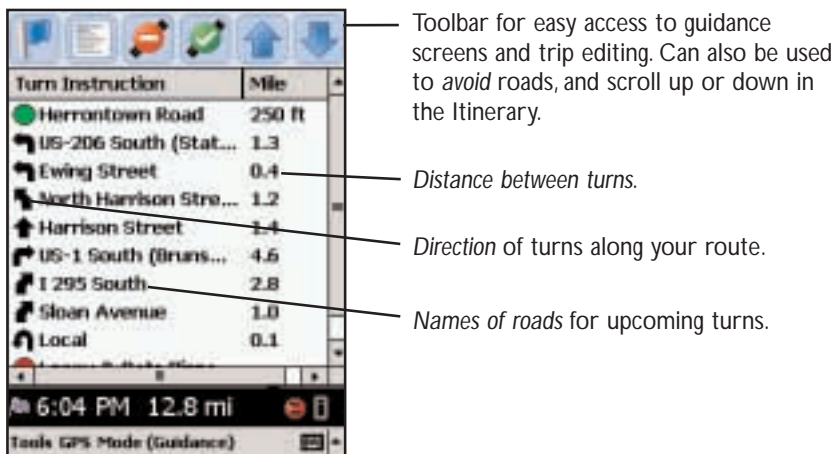 Toolbar for easy access to guidance
screens and trip editing. Can also be used
to avoid roads, and scroll up or down in
the Itinerary.
Turn Instruction Mile
Herrontown Road 250 ft
US-206 South (Stat... 1.3
Ewing Street 0.4
Distance between turns.
North Harrison Stre... 1.2
Harrison Street 1.4
Direction of turns along your route.
US-1 South (Bruns... 4.6
I 295 South 2.8
Sloan Avenue 1.0
Names of roads for upcoming turns.
Local 0.1
6:04 PM 12.8 mi
Tools GPS Mode (Guidance)